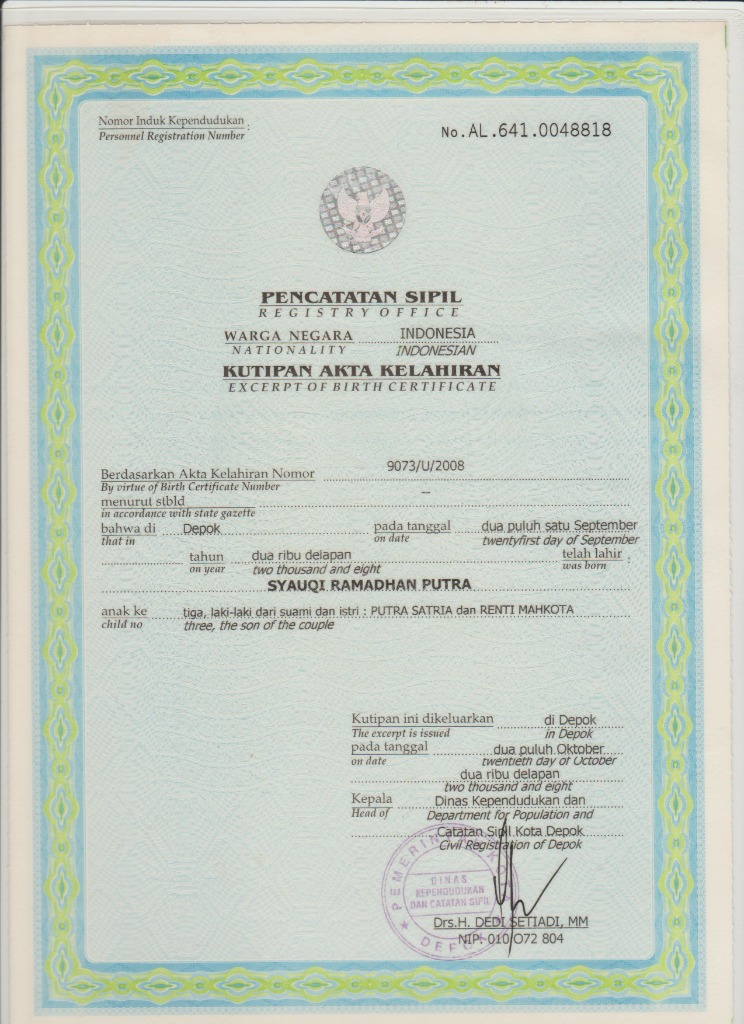 Nomor Induk Kependudukan :
Personnel Registration Number
No.AL.641.0048818
PENCATATAN SIPIL
REGISTRY OFFICE
WARGA NEGARA INDONESIA
NATIONALITY INDONESIAN
KUTIPAN AKTA KELAHIRAN
EXCERPT OF BIRTH CERTIFICATE
Berdasarkan Akta Kelahiran Nomor 9073/U/2008
By virtue of Birth Certificate Number
menurut stbld --
in accordance with state gazette
bahwa di Depok pada tanggal dua puluh satu September
that in on date twentyfirst day of September
tahun dua ribu delapan telah lahir :
on year two thousand and eight was born
SYAUQI RAMADHAN PUTRA
anak ke tiga, laki-laki dari suami dan istri : PUTRA SATRIA dan RENTI MAHKOTA
child no three, the son of the couple
Kutipan ini dikeluarkan di Depok
The excerpt is issued in Depok
pada tanggal dua puluh Oktober
on date twentieth day of October
dua ribu delapan
two thousand and eight
Kepala Dinas Kependudukan dan
Head of Department for Population and
Catatan Sipil Kota Depok
Civil Registration of Depok
PEMERINTAH KOTA
DINAS
KEPENDUDUKAN
DAN CATATAN SIPIL
DEPOK
Drs.H. DEDI SETIADI, MM
NIP. 010 O72 804